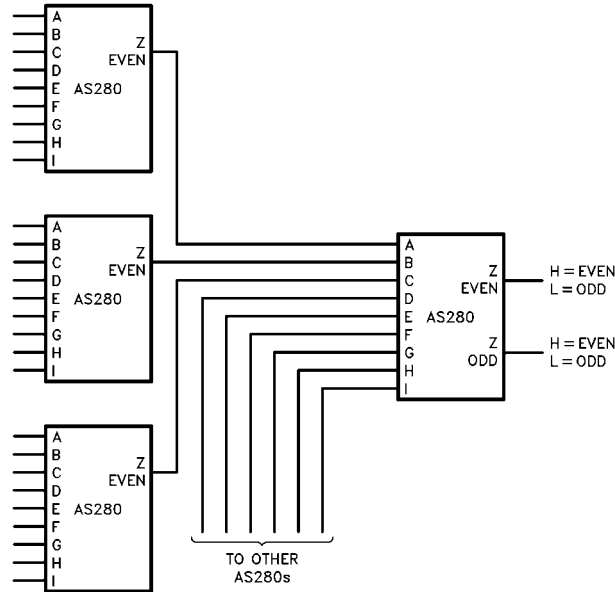 A
B
C
D
E
F
G
H
I
Z
EVEN
AS280
A
B
C
D
E
F
G
H
I
Z
EVEN
AS280
A
B
C
D
E
F
G
H
I
Z
EVEN
AS280
A
B
C
D
E
F
G
H
I
Z
EVEN
AS280
Z
ODD
H = EVEN
L = ODD
H = EVEN
L = ODD
TO OTHER
AS280s